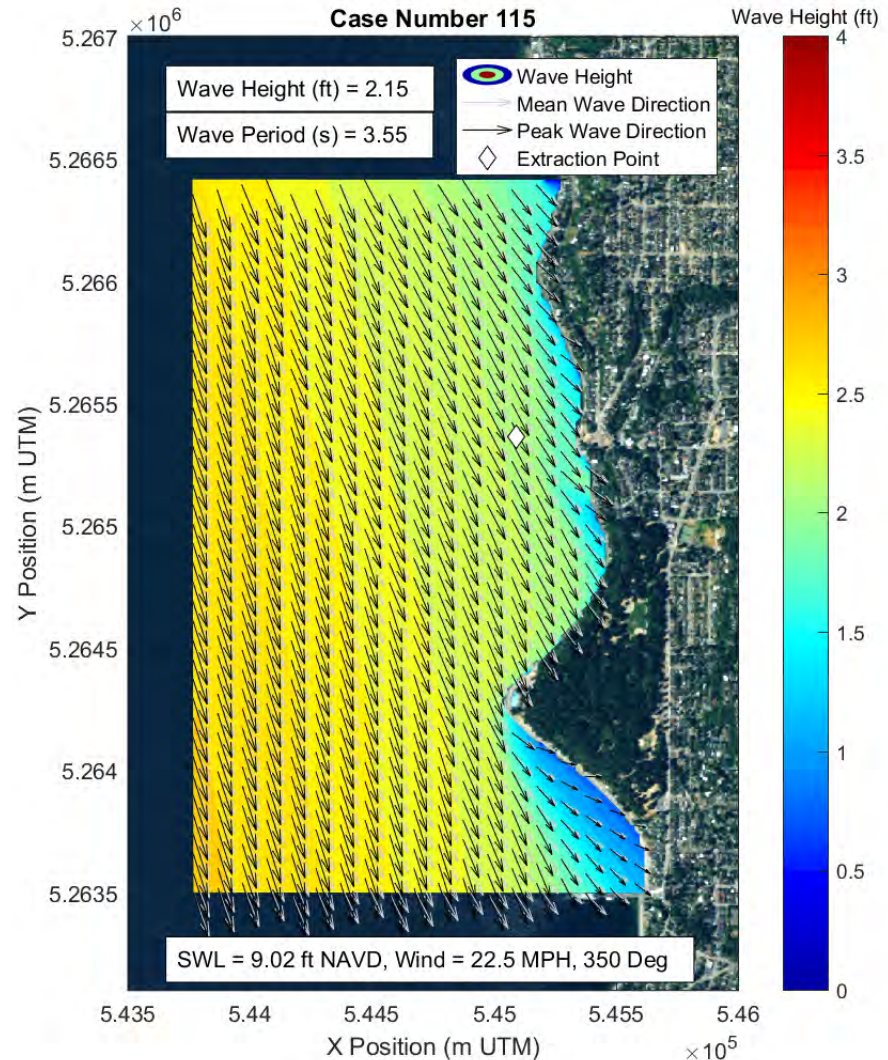 Case Number 115
×10⁶
Wave Height (ft)
Wave Height (ft) = 2.15
Wave Period (s) = 3.55
Wave Height
Mean Wave Direction
Peak Wave Direction
Extraction Point
5.267
5.2665
5.266
5.2655
5.265
5.2645
5.264
5.2635
Y Position (m UTM)
4
3.5
3
2.5
2
1.5
1
0.5
0
SWL = 9.02 ft NAVD, Wind = 22.5 MPH, 350 Deg
5.435 5.44 5.445 5.45 5.455 5.46
X Position (m UTM)
×10⁵